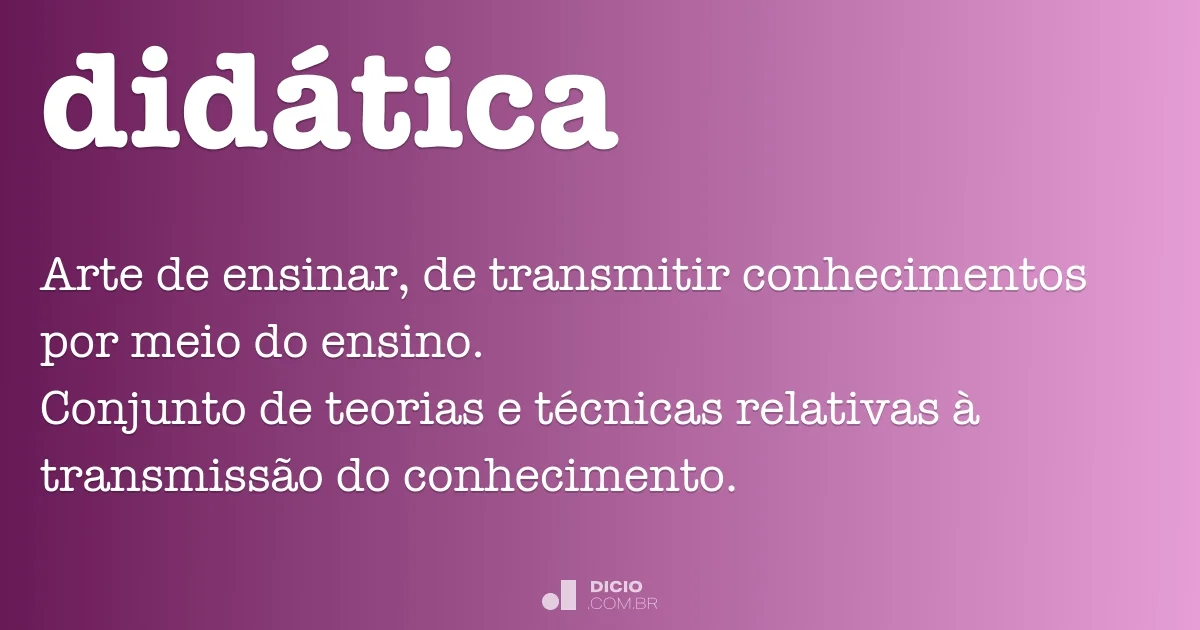 didática
Arte de ensinar, de transmitir conhecimentos
por meio do ensino.
Conjunto de teorias e técnicas relativas à
transmissão do conhecimento.
DICIO
.COM.BR